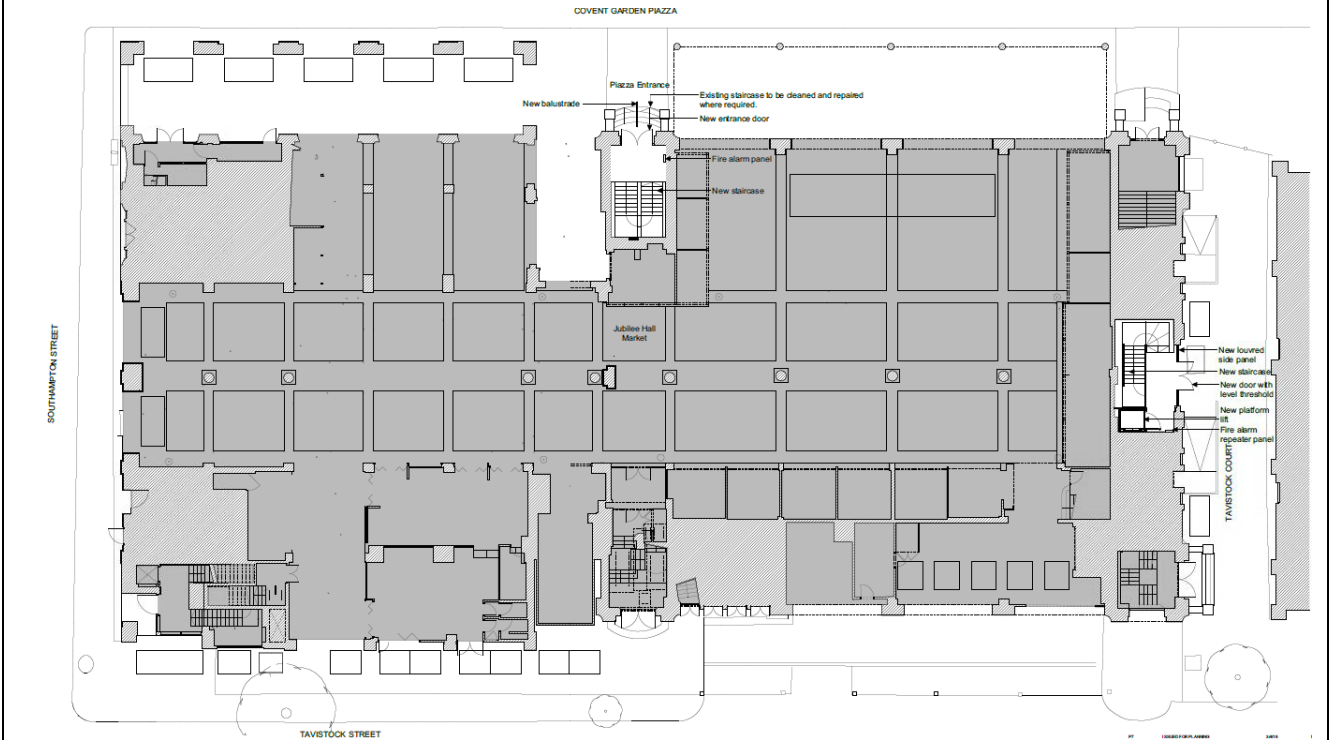 COVENT GARDEN PIAZZA
Piazza Entrance
New balustrade
Existing staircase to be cleaned and repaired
where required.
New entrance door
Fire alarm panel
New staircase
Jubilee Hall
Market
SOUTHAMPTON STREET
New louvred
side panel
New staircase
New door with
level threshold
New platform
lift
Fire alarm
repeater panel
TAVISTOCK COURT
TAVISTOCK STREET
ISSUED FOR PLANNING